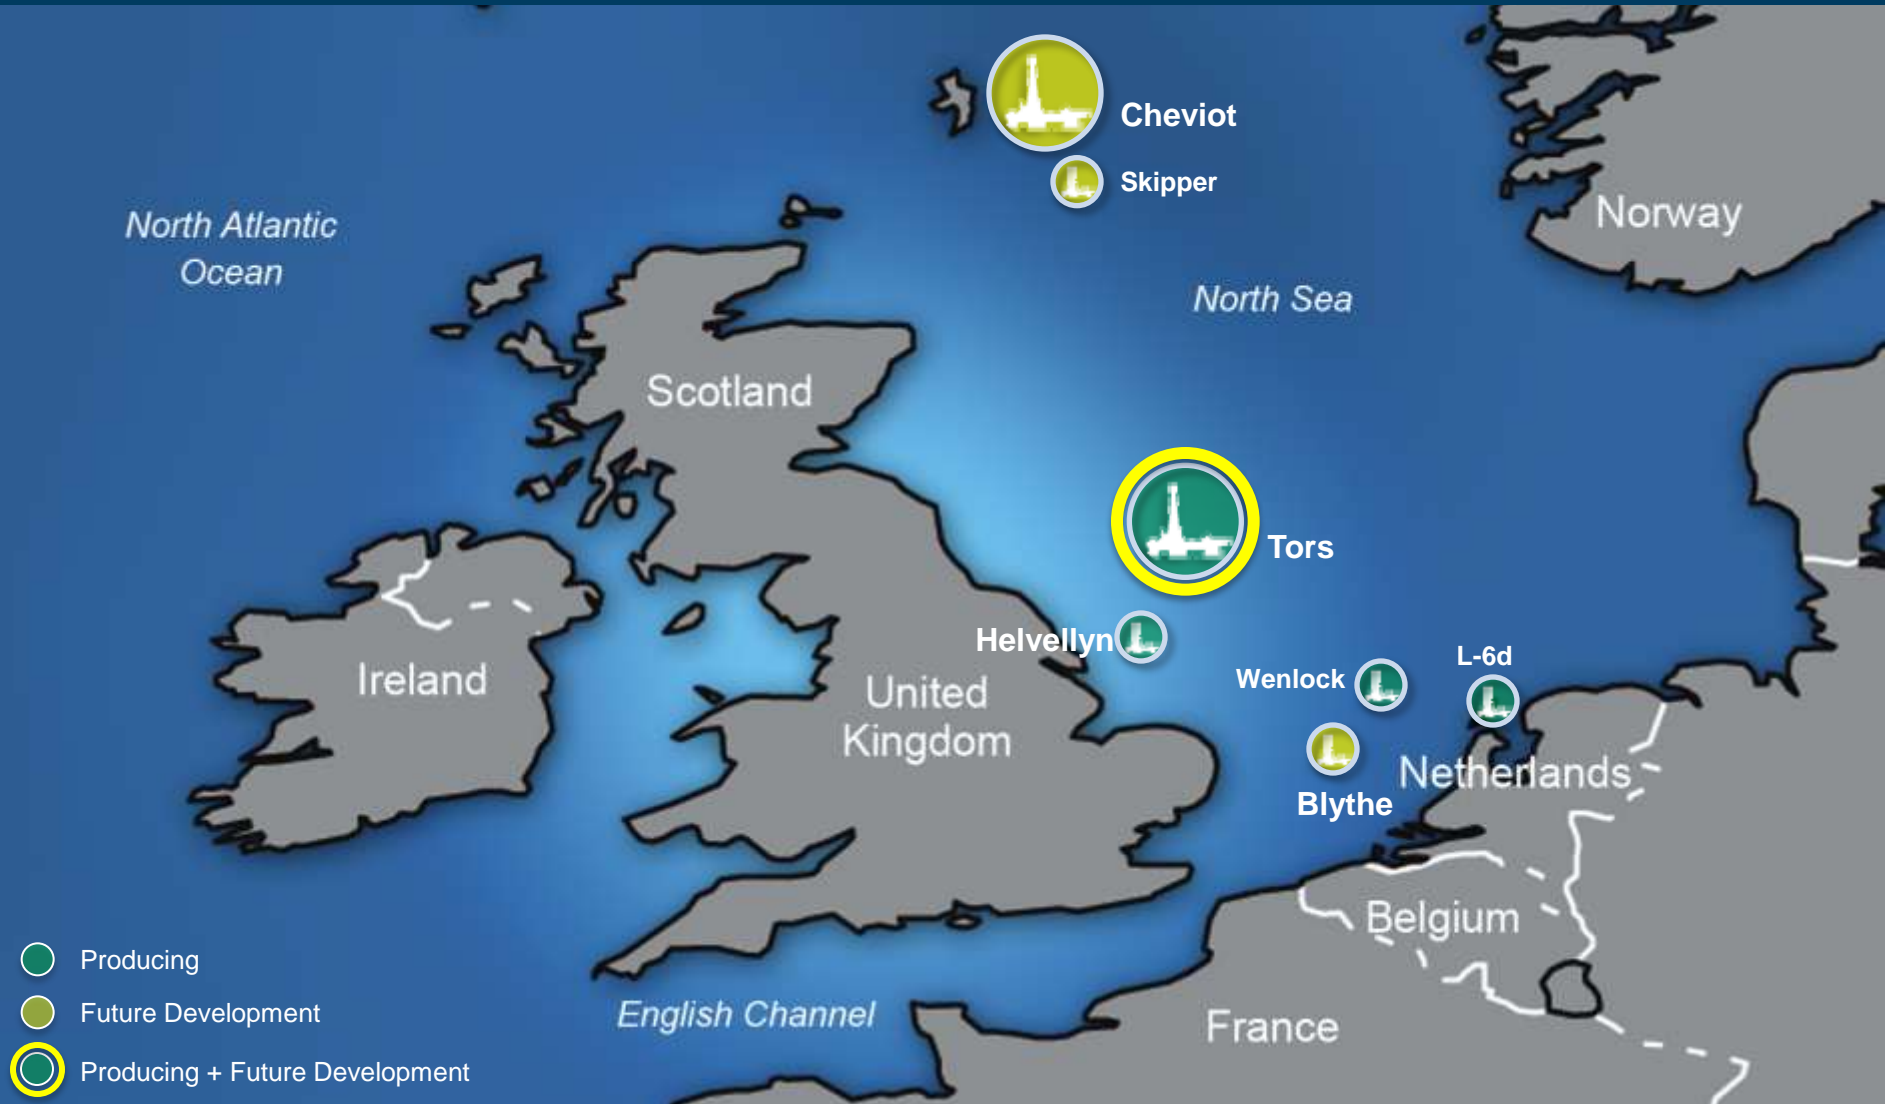 Cheviot
Skipper
North Atlantic
Ocean
Norway
North Sea
Scotland
Tors
Helvellyn
Wenlock
L-6d
Ireland
United
Kingdom
Netherlands
Blythe
Belgium
English Channel
France
Producing
Future Development
Producing + Future Development